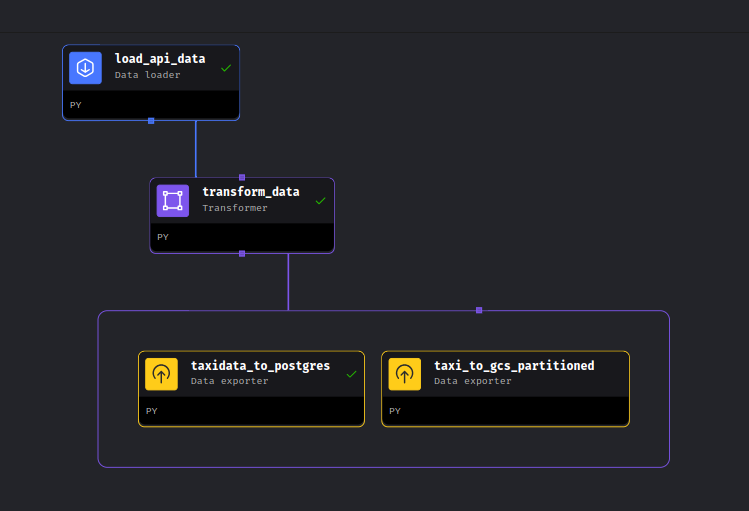 load_api_data
Data loader
PY
transform_data
Transformer
PY
taxidata_to_postgres
Data exporter
PY
taxi_to_gcs_partitioned
Data exporter
PY